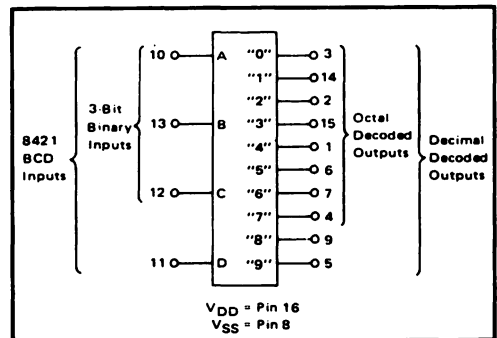 10 A "0" 3
"1" 14
"2" 2
13 B "3" 15
"4" 1
"5" 6
12 C "6" 7
"7" 4
"8" 9
11 D "9" 5
8421
BCD
Inputs
3-Bit
Binary
Inputs
Octal
Decoded
Outputs
Decimal
Decoded
Outputs
VDD = Pin 16
VSS = Pin 8